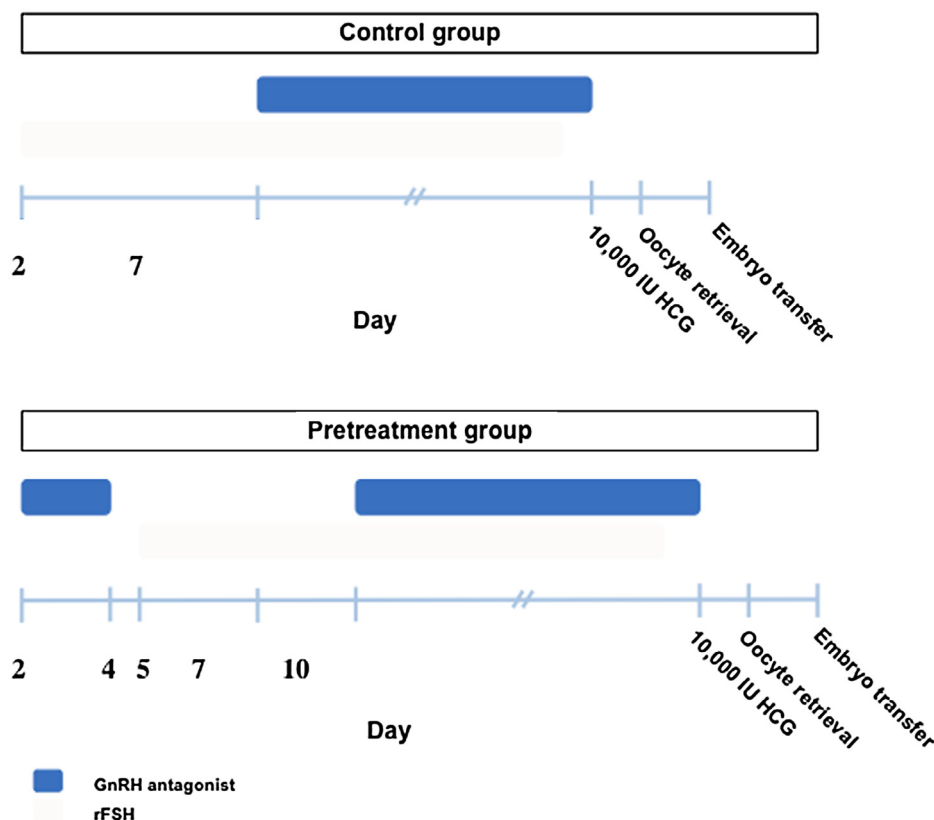 Control group
2 7
10,000 IU HCG
Oocyte retrieval
Embryo transfer
Day
Pretreatment group
2 4 5 7 10
10,000 IU HCG
Oocyte retrieval
Embryo transfer
Day
GnRH antagonist
rFSH